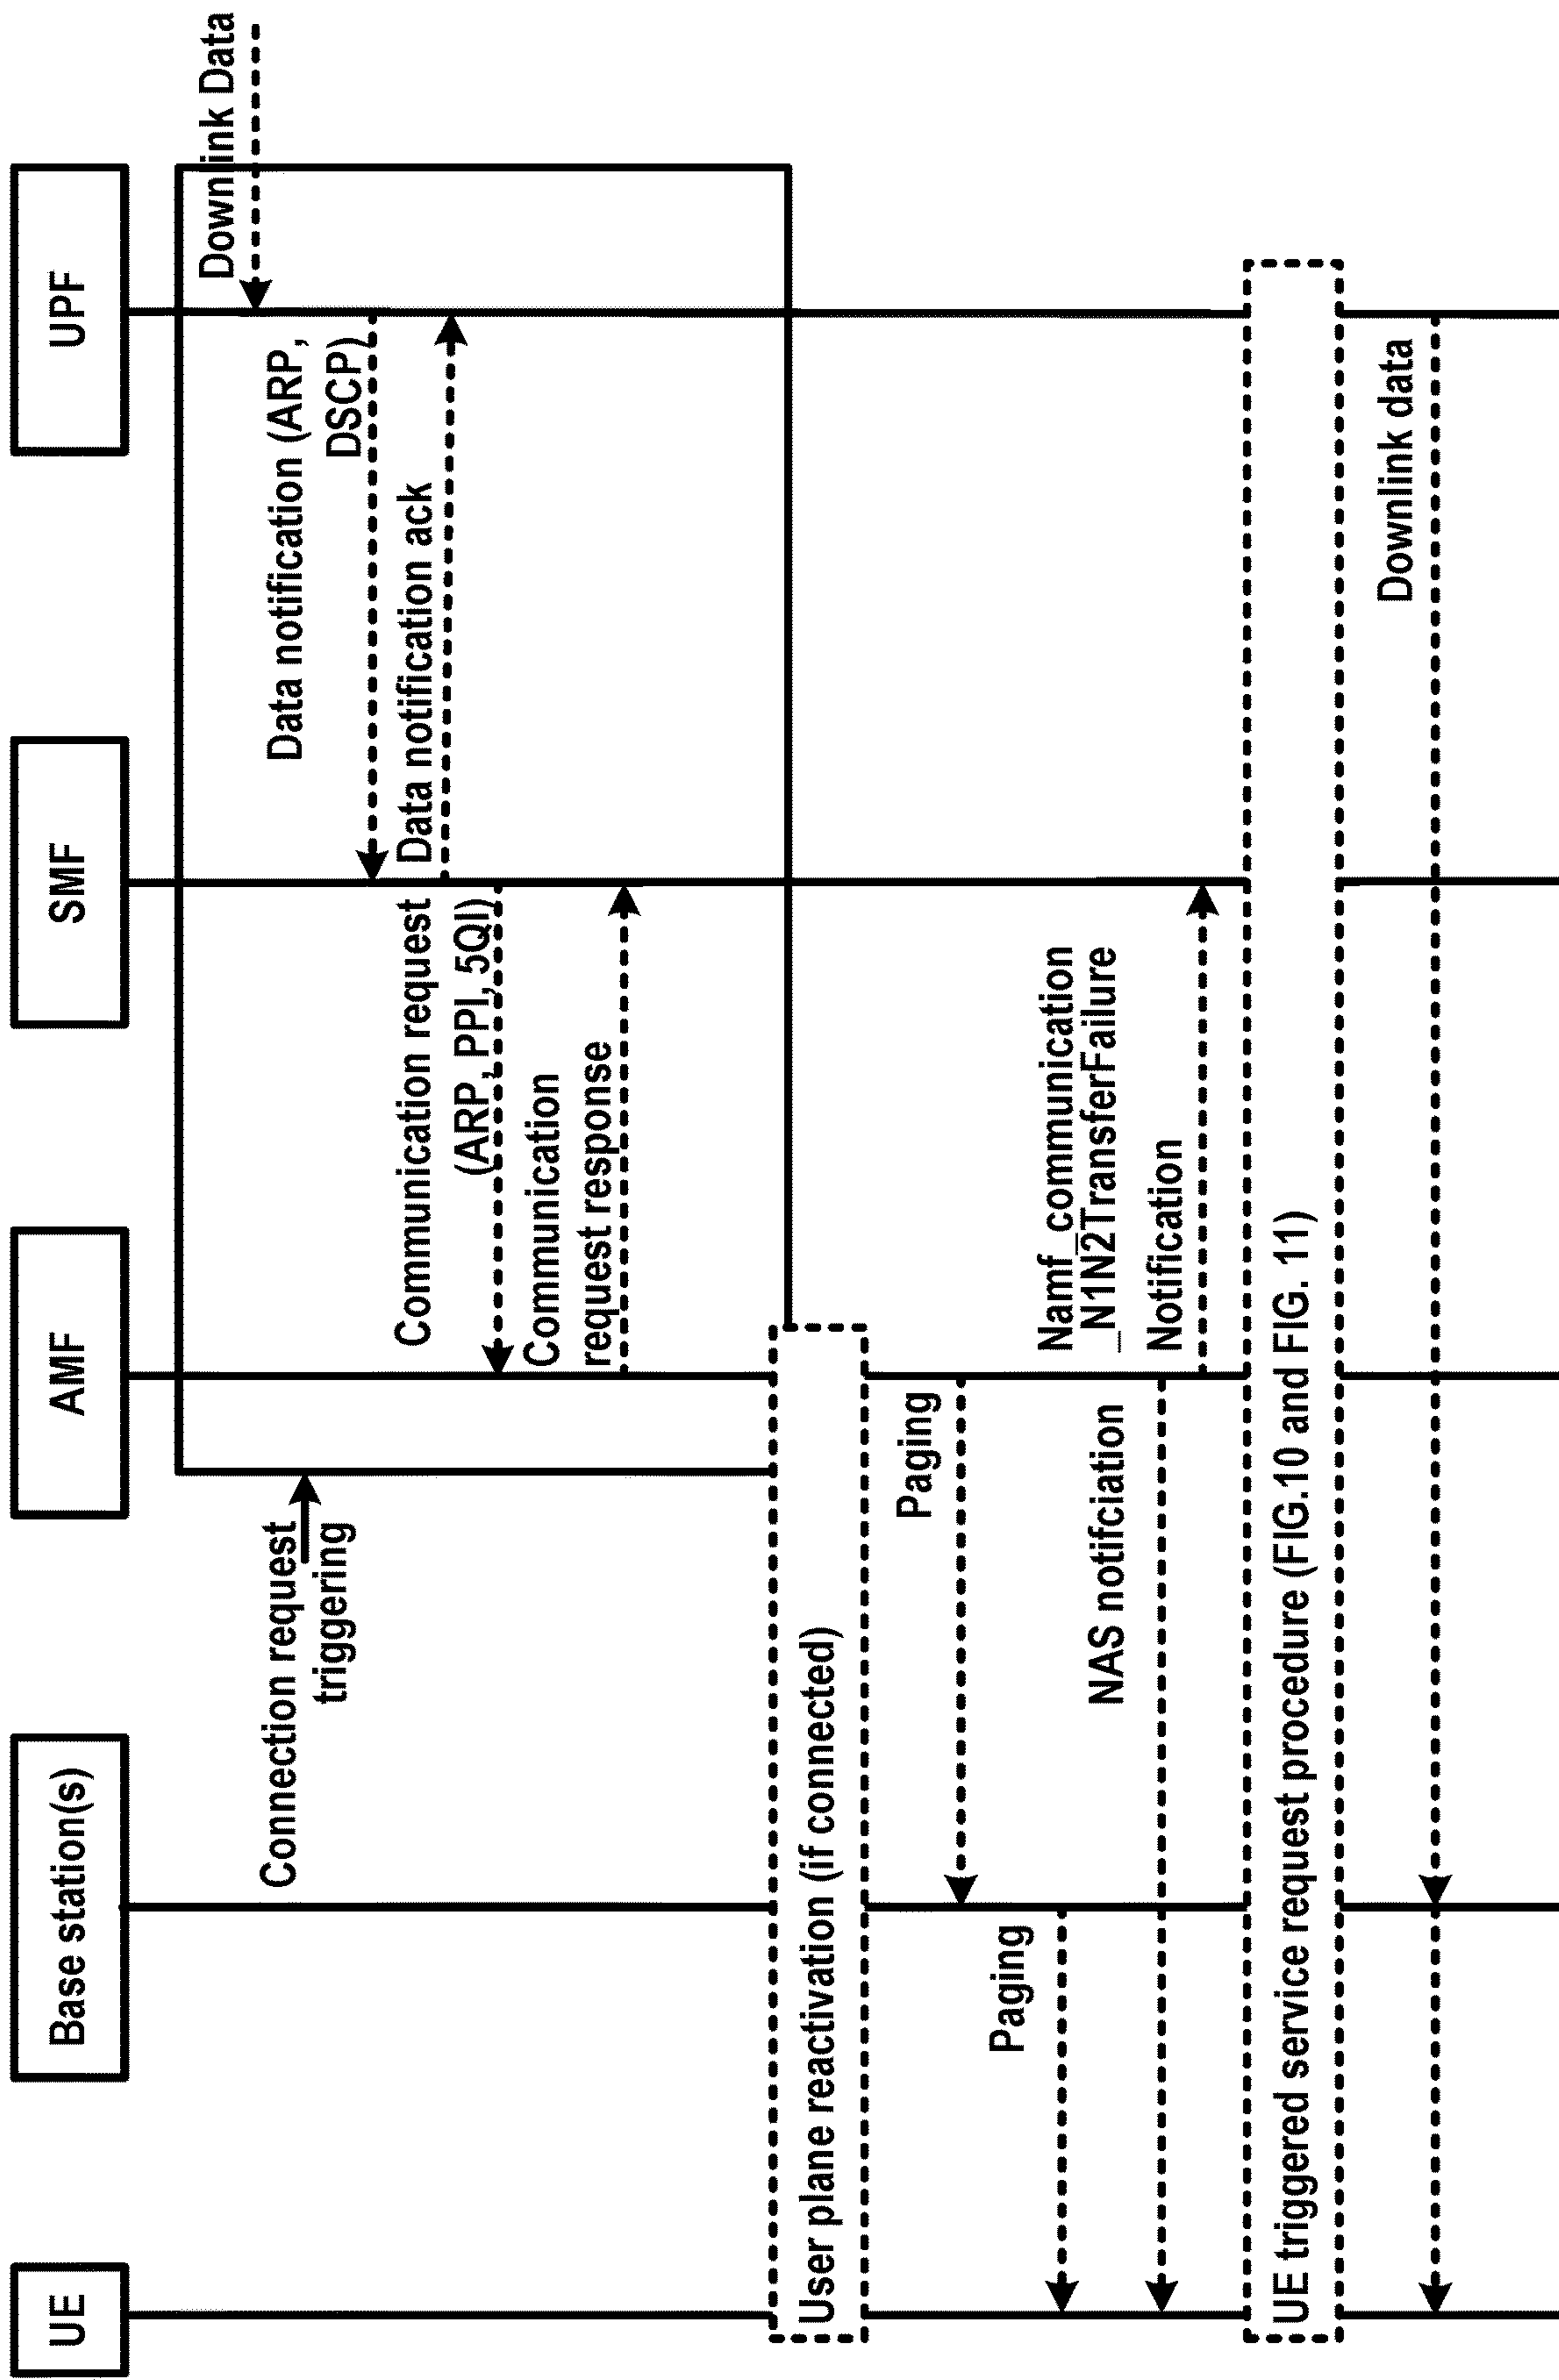 UE
Base station(s)
AMF
SMF
UPF
Downlink Data
Connection request
triggering
Data notification (ARP,
DSCP)
Data notification ack
Communication request
(ARP, PPI, 5QI)
Communication
request response
User plane reactivation (if connected)
Paging
Paging
Namf_communication
_N1N2TransferFailure
Notification
NAS notifciation
UE triggered service request procedure (FIG.10 and FIG. 11)
Downlink data